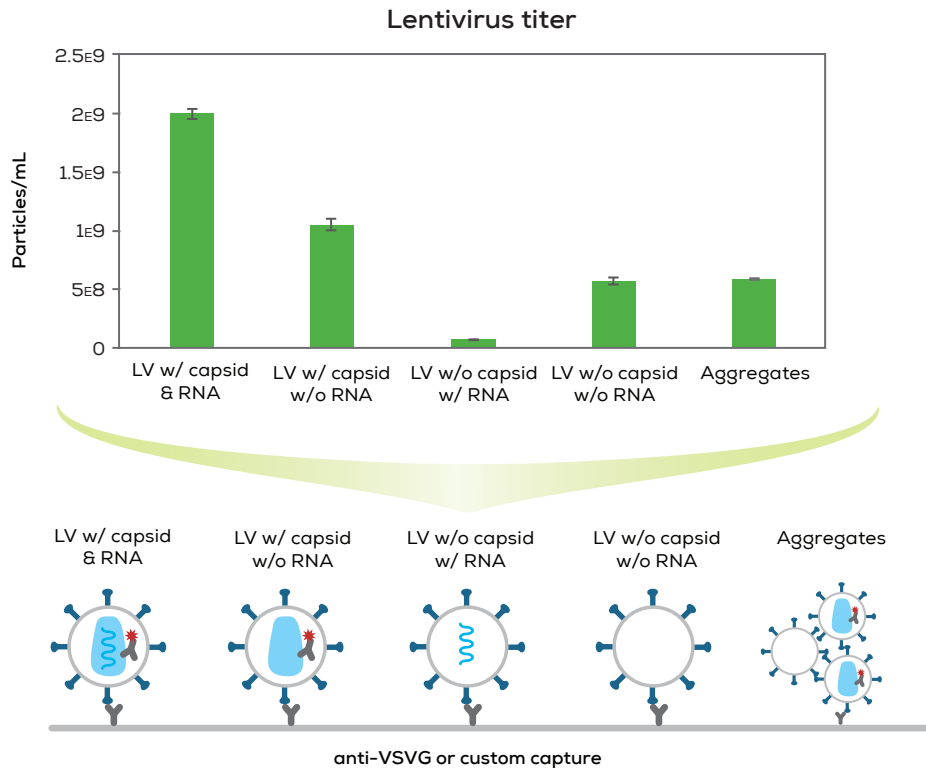 Lentivirus titer
Particles/mL
2.5E9
2E9
1.5E9
1E9
5E8
0
LV w/ capsid
& RNA
LV w/ capsid
w/o RNA
LV w/o capsid
w/ RNA
LV w/o capsid
w/o RNA
Aggregates
LV w/ capsid
& RNA
LV w/ capsid
w/o RNA
LV w/o capsid
w/ RNA
LV w/o capsid
w/o RNA
Aggregates
anti-VSVG or custom capture